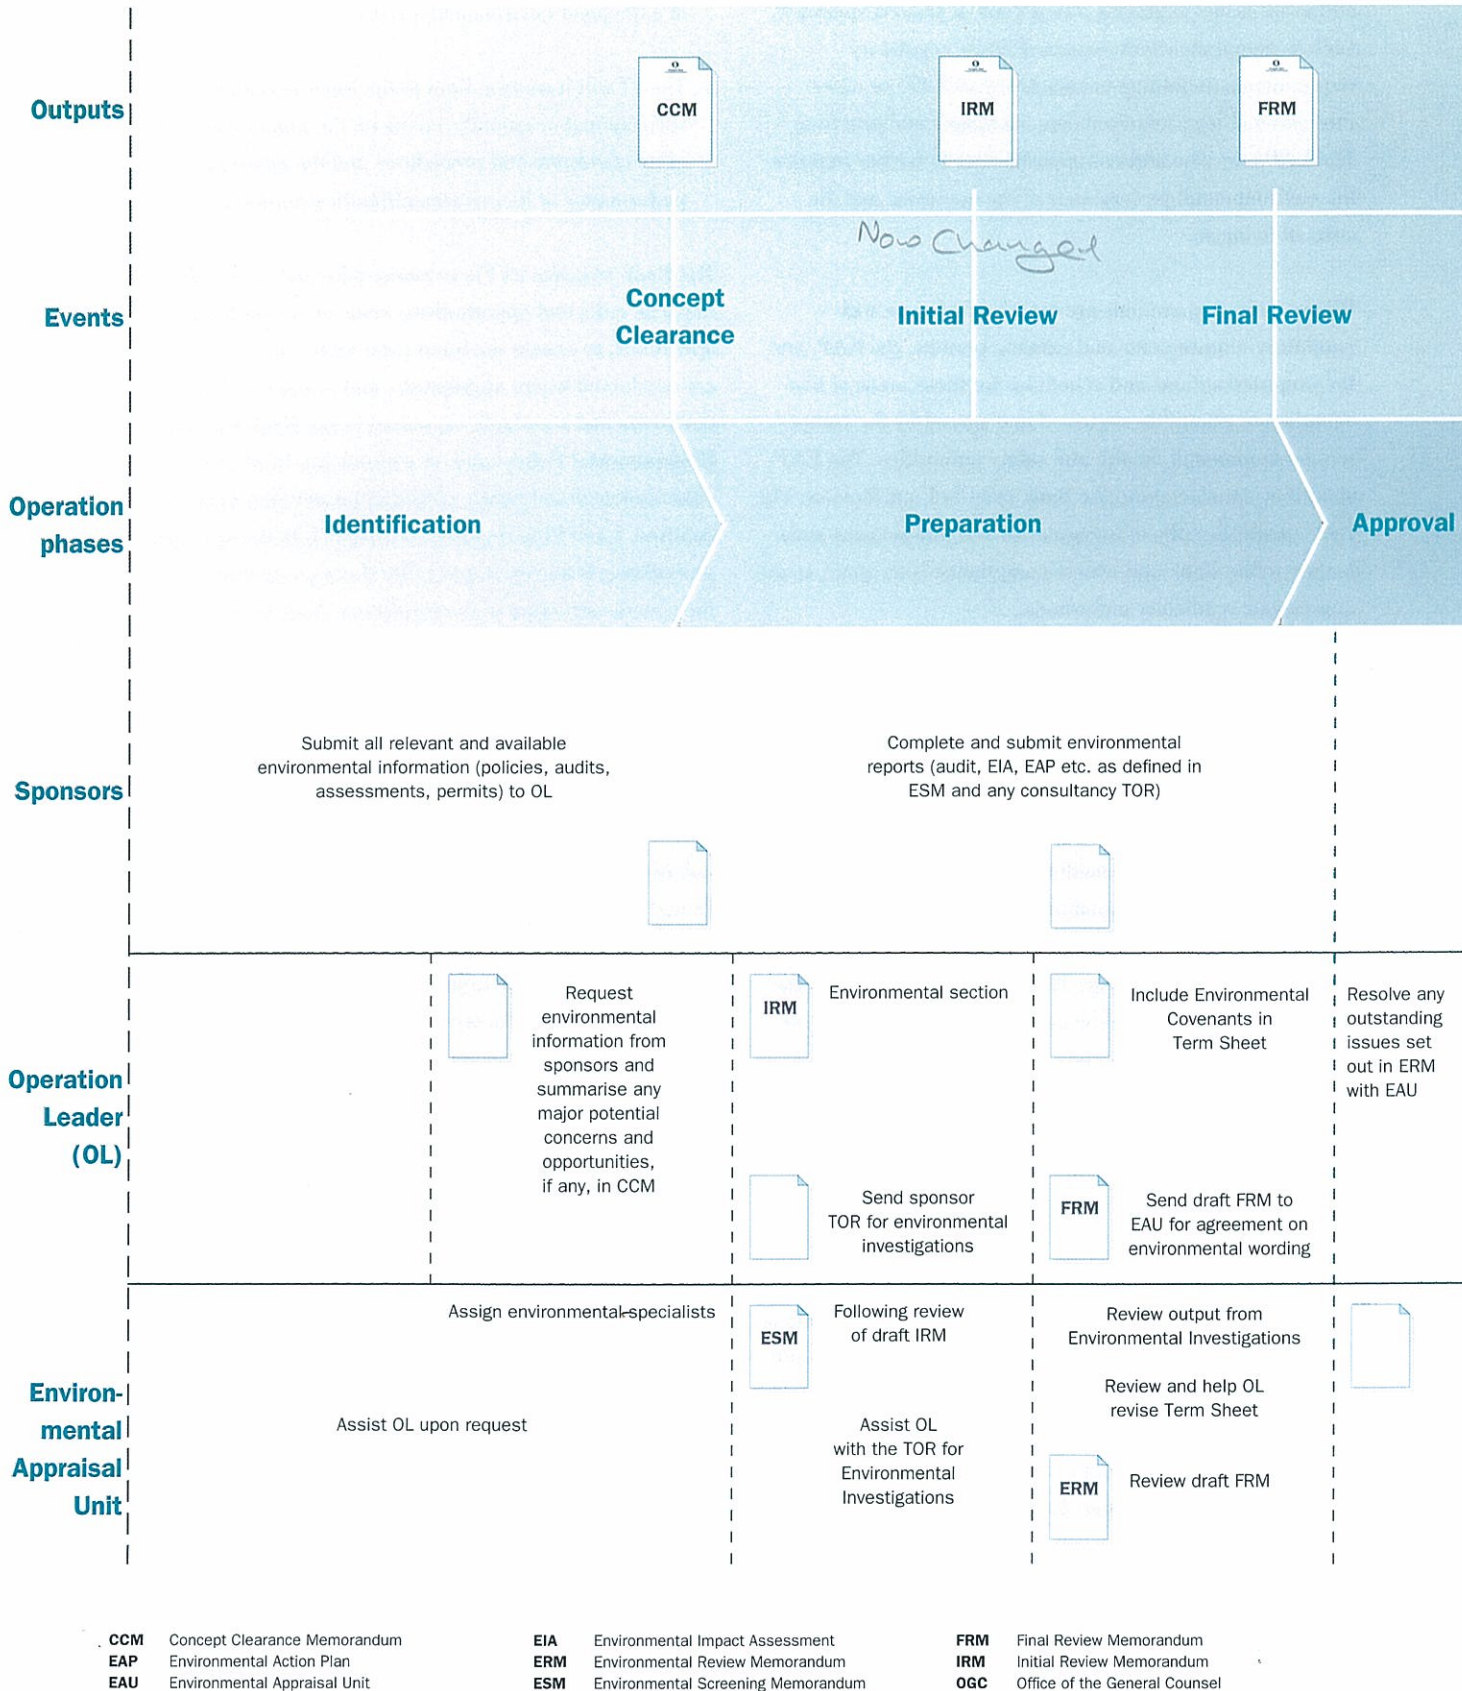 Outputs
CCM
IRM
FRM
Now Changed
Events
Concept
Clearance
Initial Review
Final Review
Operation
phases
Identification
Preparation
Approval
Sponsors
Submit all relevant and available
environmental information (policies, audits,
assessments, permits) to OL
Complete and submit environmental
reports (audit, EIA, EAP etc. as defined in
ESM and any consultancy TOR)
Operation
Leader
(OL)
Request
environmental
information from
sponsors and
summarise any
major potential
concerns and
opportunities,
if any, in CCM
IRM
Environmental section
Send sponsor
TOR for environmental
investigations
Include Environmental
Covenants in
Term Sheet
FRM
Send draft FRM to
EAU for agreement on
environmental wording
Resolve any
outstanding
issues set
out in ERM
with EAU
Environ-
mental
Appraisal
Unit
Assign environmental specialists
Assist OL upon request
ESM
Following review
of draft IRM
Assist OL
with the TOR for
Environmental
Investigations
Review output from
Environmental Investigations
Review and help OL
revise Term Sheet
ERM
Review draft FRM
CCM Concept Clearance Memorandum
EAP Environmental Action Plan
EAU Environmental Appraisal Unit
EIA Environmental Impact Assessment
ERM Environmental Review Memorandum
ESM Environmental Screening Memorandum
FRM Final Review Memorandum
IRM Initial Review Memorandum
OGC Office of the General Counsel